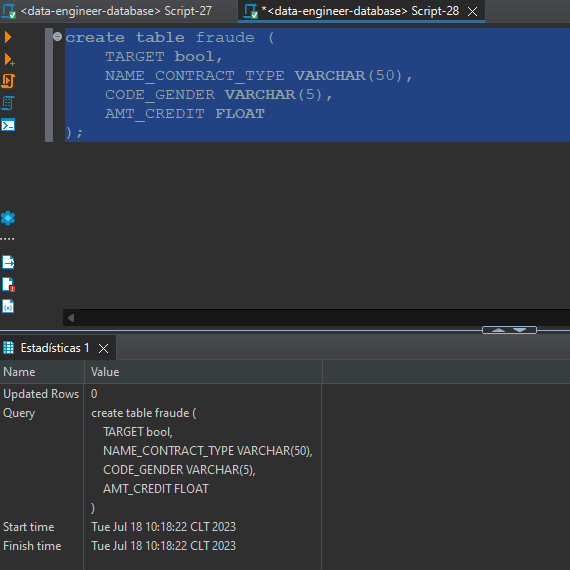 <data-engineer-database> Script-27
*<data-engineer-database> Script-28
create table fraude (
TARGET bool,
NAME_CONTRACT_TYPE VARCHAR(50),
CODE_GENDER VARCHAR(5),
AMT_CREDIT FLOAT
);
Estadísticas 1
Name Value
Updated Rows 0
Query create table fraude (
TARGET bool,
NAME_CONTRACT_TYPE VARCHAR(50),
CODE_GENDER VARCHAR(5),
AMT_CREDIT FLOAT
)
Start time Tue Jul 18 10:18:22 CLT 2023
Finish time Tue Jul 18 10:18:22 CLT 2023